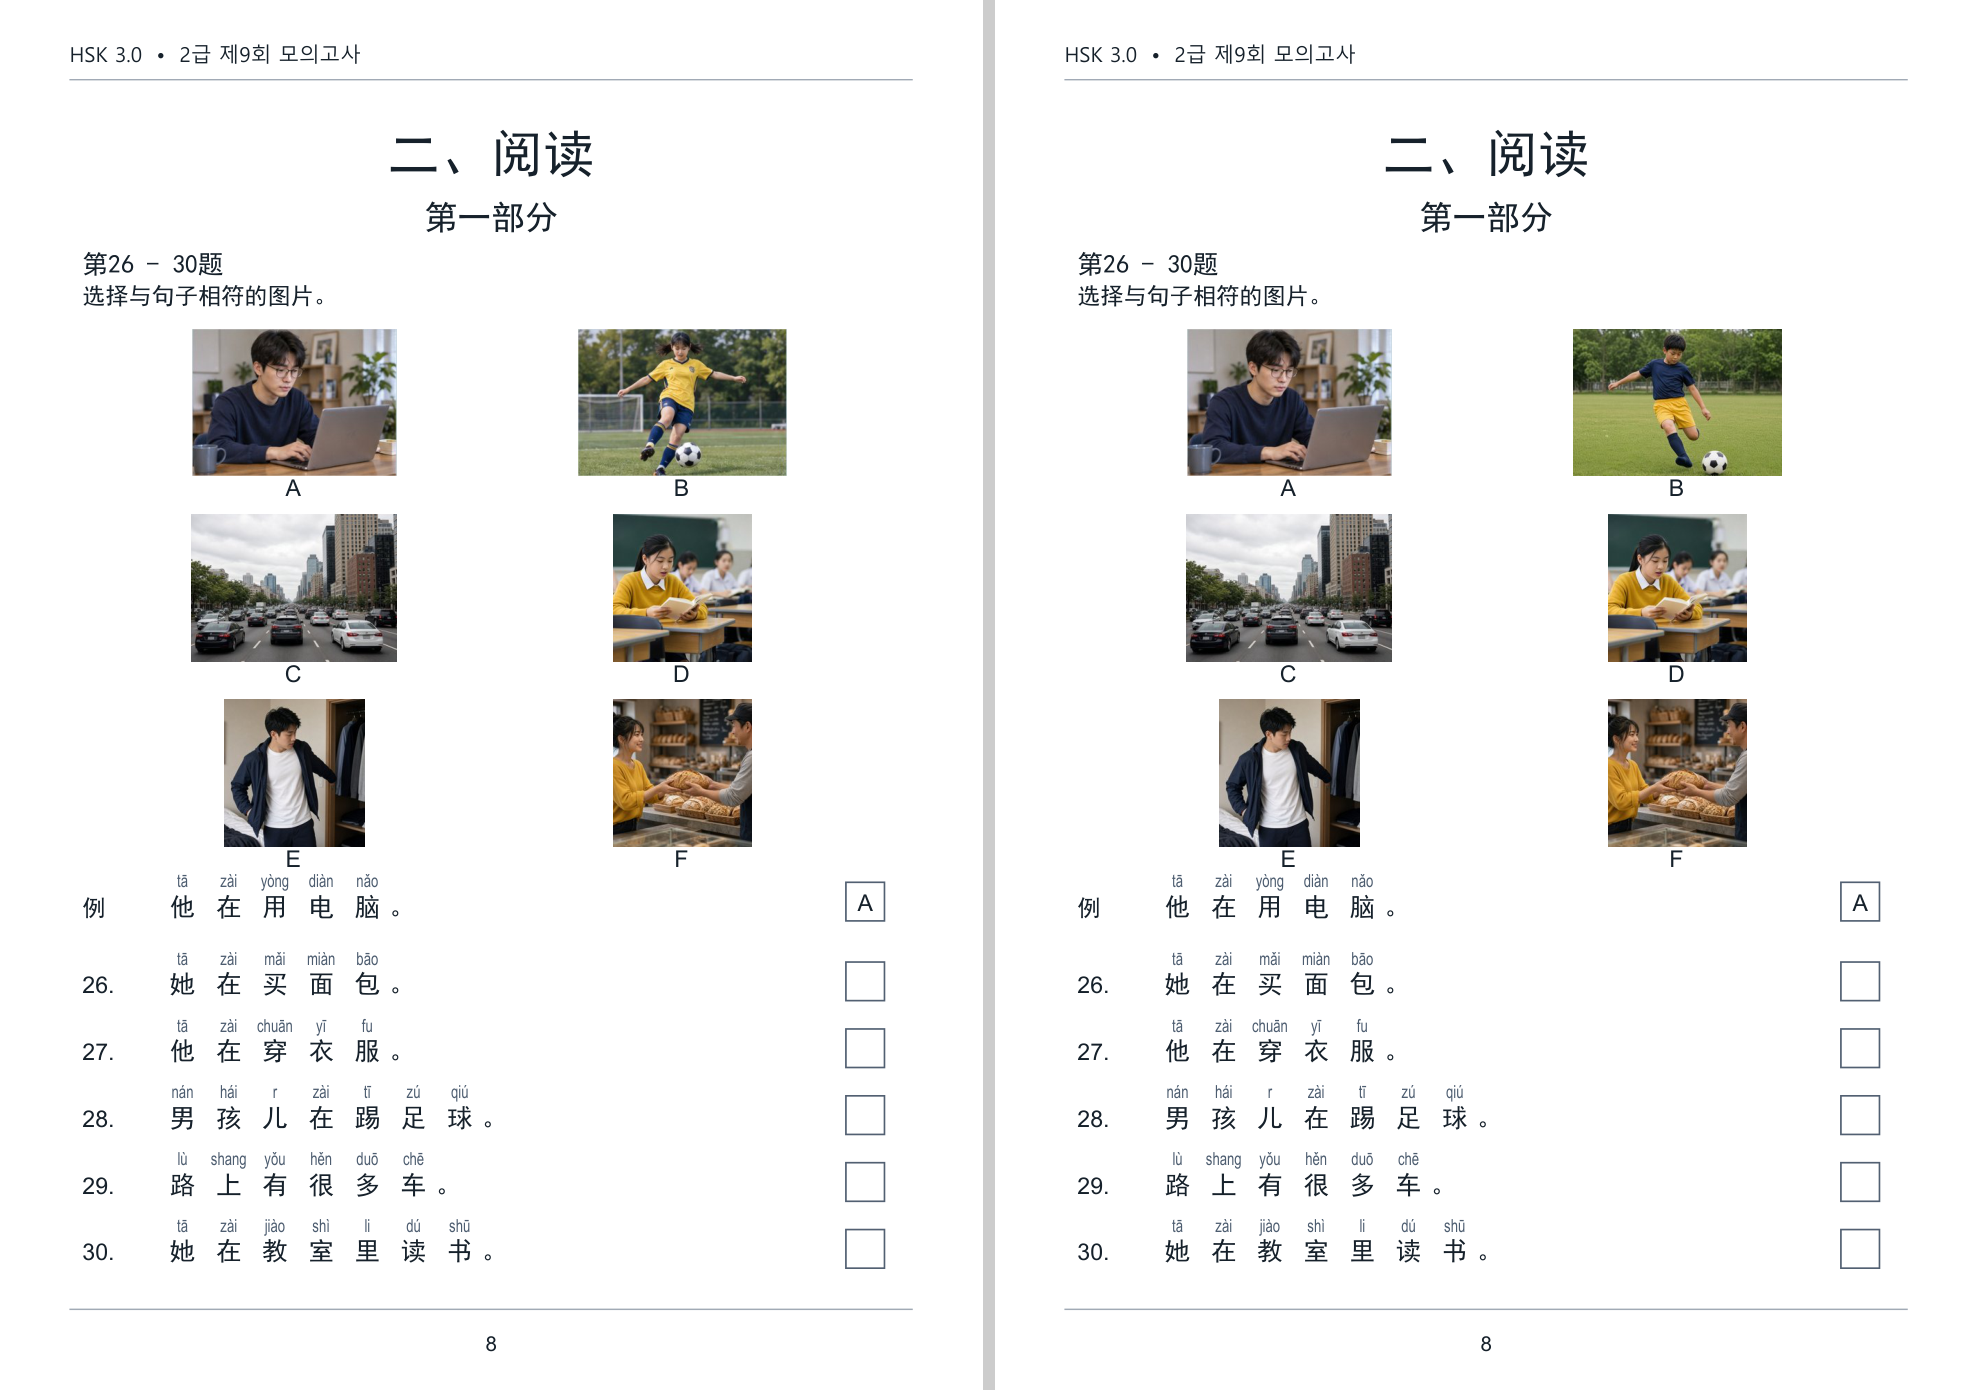 HSK 3.0 • 2급 제9회 모의고사
二、阅读
第一部分
第26 － 30题
选择与句子相符的图片。
A
B
C
D
E
F
tā zài yòng diàn nǎo
例 他在用电脑。 A
tā zài mǎi miàn bāo
26. 她在买面包。
tā zài chuān yī fu
27. 他在穿衣服。
nán hái r zài tī zú qiú
28. 男孩儿在踢足球。
lù shang yǒu hěn duō chē
29. 路上有很多车。
tā zài jiào shì li dú shū
30. 她在教室里读书。
8
HSK 3.0 • 2급 제9회 모의고사
二、阅读
第一部分
第26 － 30题
选择与句子相符的图片。
A
B
C
D
E
F
tā zài yòng diàn nǎo
例 他在用电脑。 A
tā zài mǎi miàn bāo
26. 她在买面包。
tā zài chuān yī fu
27. 他在穿衣服。
nán hái r zài tī zú qiú
28. 男孩儿在踢足球。
lù shang yǒu hěn duō chē
29. 路上有很多车。
tā zài jiào shì li dú shū
30. 她在教室里读书。
8